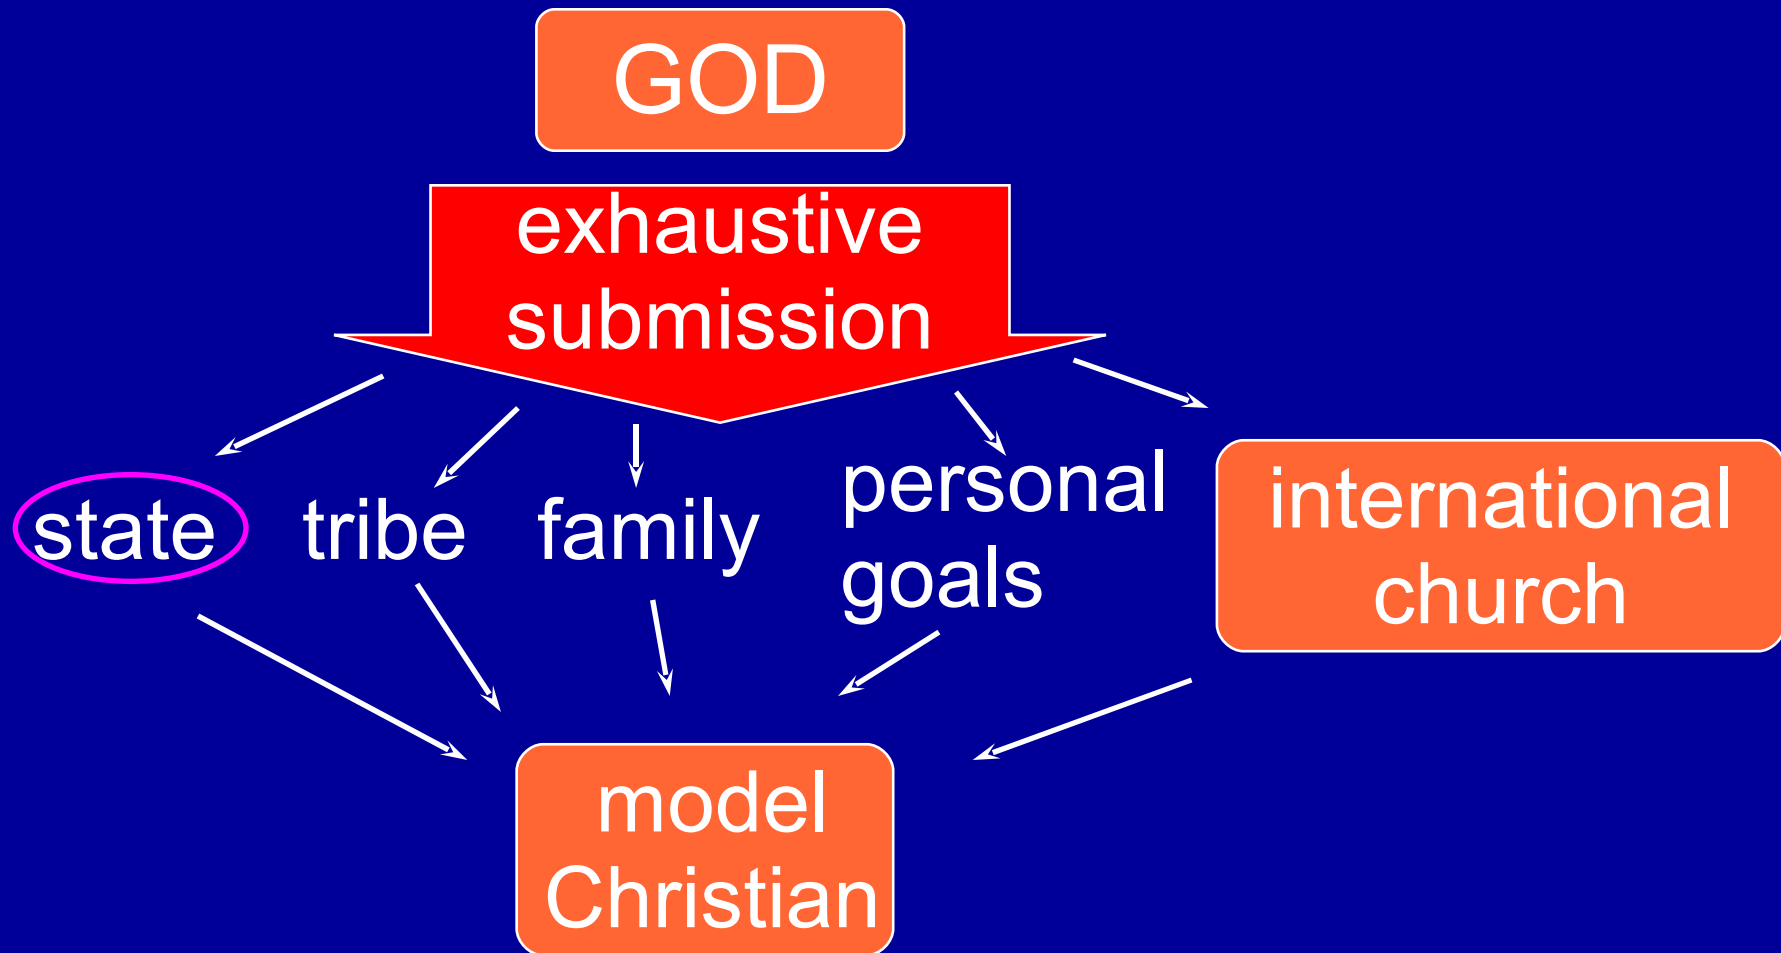 GOD
exhaustive
submission
state
tribe
family
personal
goals
international
church
model
Christian